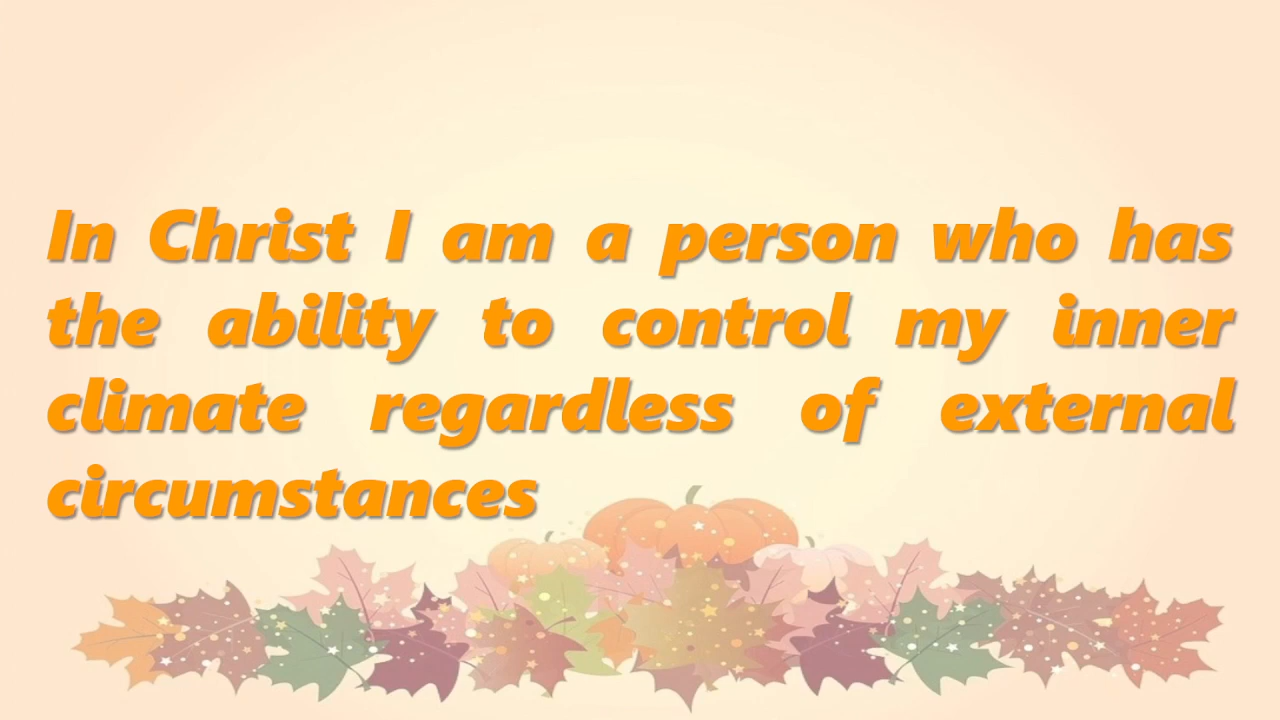 In Christ I am a person who has
the ability to control my inner
climate regardless of external
circumstances